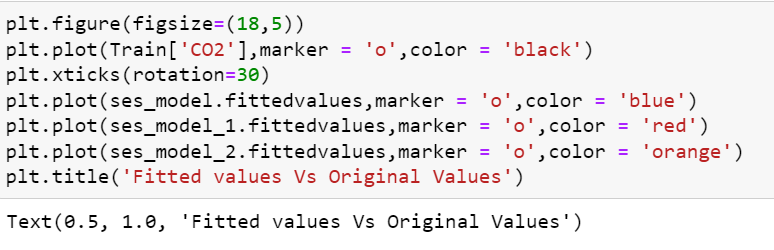 plt.figure(figsize=(18,5))
plt.plot(Train['CO2'],marker = 'o',color = 'black')
plt.xticks(rotation=30)
plt.plot(ses_model.fittedvalues,marker = 'o',color = 'blue')
plt.plot(ses_model_1.fittedvalues,marker = 'o',color = 'red')
plt.plot(ses_model_2.fittedvalues,marker = 'o',color = 'orange')
plt.title('Fitted values Vs Original Values')
Text(0.5, 1.0, 'Fitted values Vs Original Values')